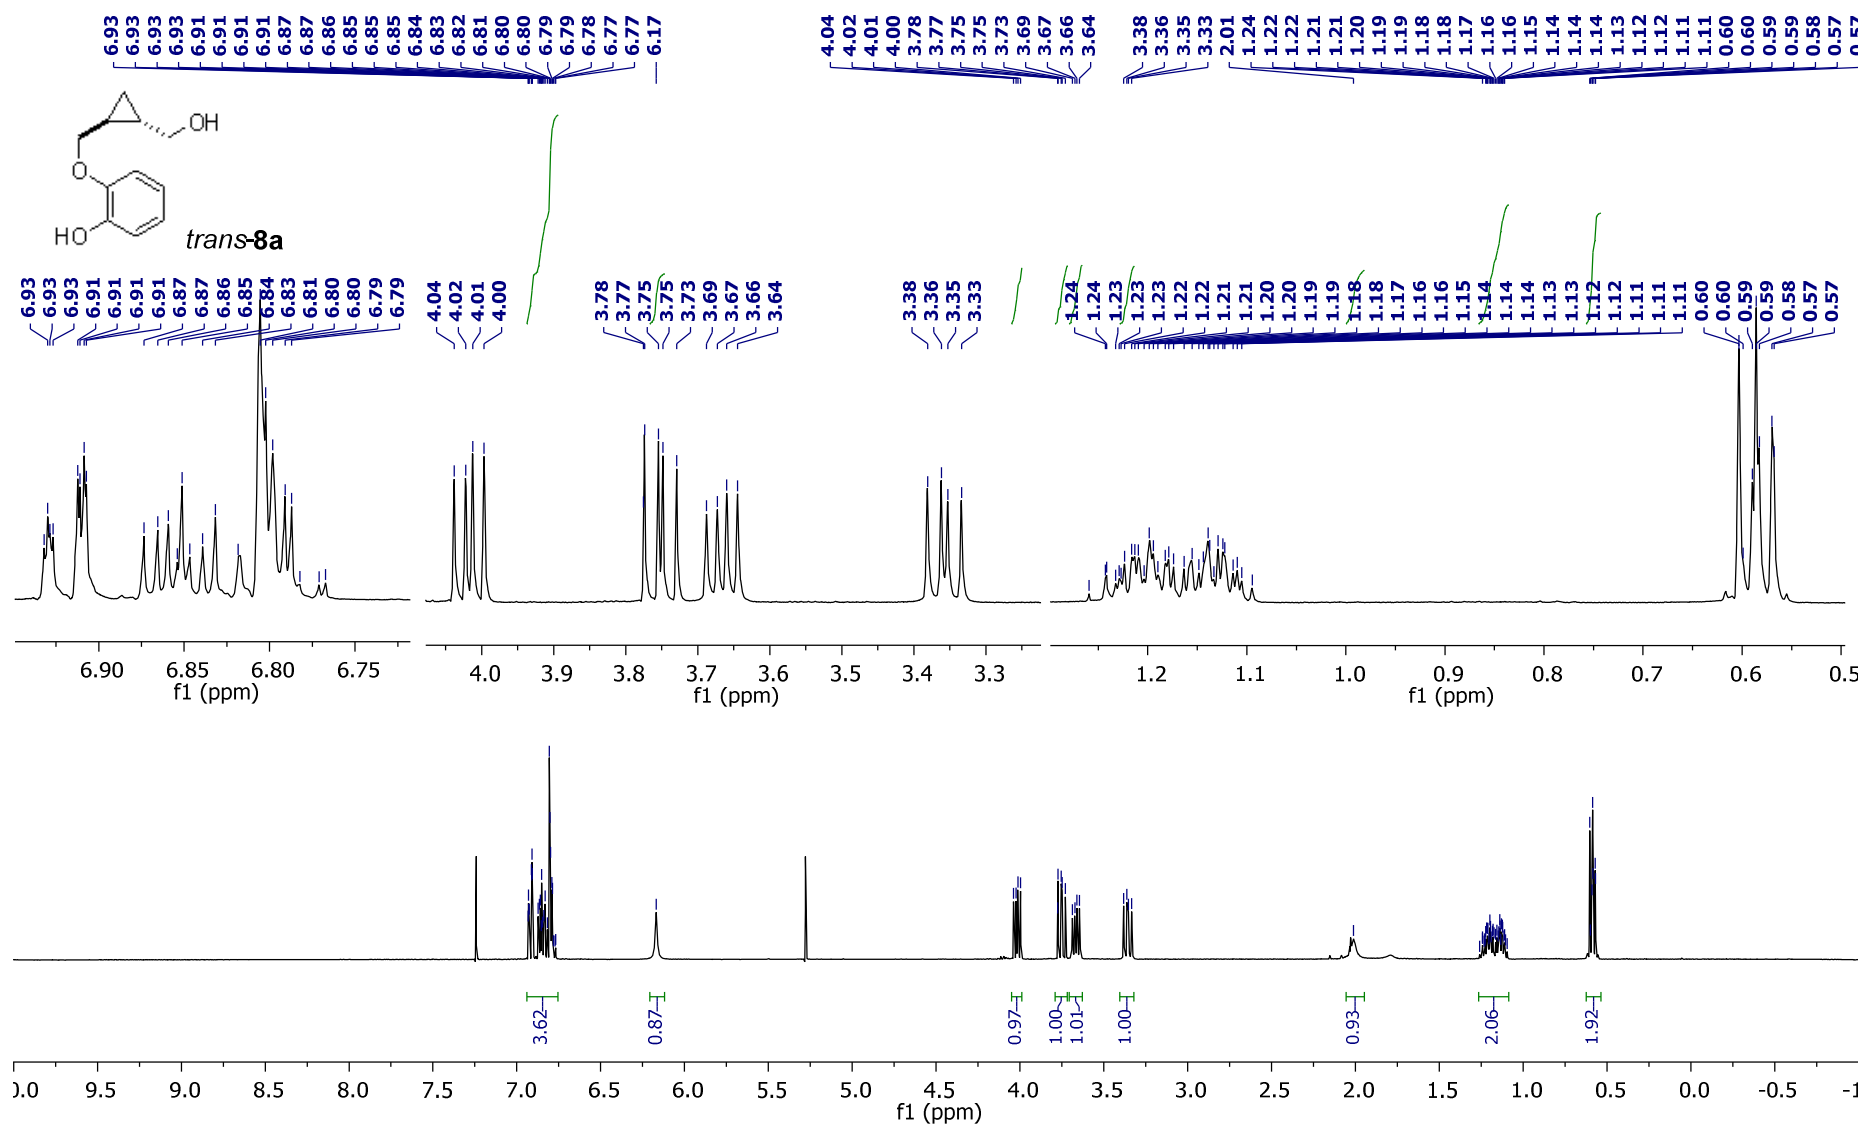 6.93 6.93 6.93 6.93 6.91 6.91 6.91 6.91 6.87 6.87 6.86 6.85 6.85 6.85 6.84 6.83 6.82 6.81 6.80 6.80 6.79 6.79 6.78 6.77 6.77 6.17 4.04 4.02 4.01 4.00 3.78 3.77 3.75 3.75 3.73 3.69 3.67 3.66 3.64 3.38 3.36 3.35 3.33 2.01 1.24 1.22 1.22 1.21 1.21 1.20 1.19 1.19 1.18 1.18 1.17 1.16 1.16 1.15 1.14 1.14 1.14 1.13 1.12 1.12 1.11 1.11 0.60 0.60 0.59 0.59 0.58 0.57 0.57
OH
O
HO
trans-8a
6.93 6.93 6.93 6.91 6.91 6.91 6.91 6.87 6.87 6.86 6.85 6.84 6.83 6.81 6.80 6.80 6.79 6.79 4.04 4.02 4.01 4.00 3.78 3.77 3.75 3.75 3.73 3.69 3.67 3.66 3.64 3.38 3.36 3.35 3.33 1.24 1.24 1.23 1.23 1.23 1.22 1.22 1.21 1.21 1.20 1.20 1.19 1.19 1.18 1.18 1.17 1.16 1.16 1.15 1.14 1.14 1.14 1.13 1.13 1.12 1.12 1.11 1.11 1.11 0.60 0.60 0.59 0.59 0.58 0.57 0.57
6.90 6.85 6.80 6.75
f1 (ppm)
4.0 3.9 3.8 3.7 3.6 3.5 3.4 3.3
f1 (ppm)
1.2 1.1 1.0 0.9 0.8 0.7 0.6 0.5
f1 (ppm)
3.62 0.87 0.97 1.00 1.01 1.00 0.93 2.06 1.92
9.5 9.0 8.5 8.0 7.5 7.0 6.5 6.0 5.5 5.0 4.5 4.0 3.5 3.0 2.5 2.0 1.5 1.0 0.5 0.0 -0.5
f1 (ppm)